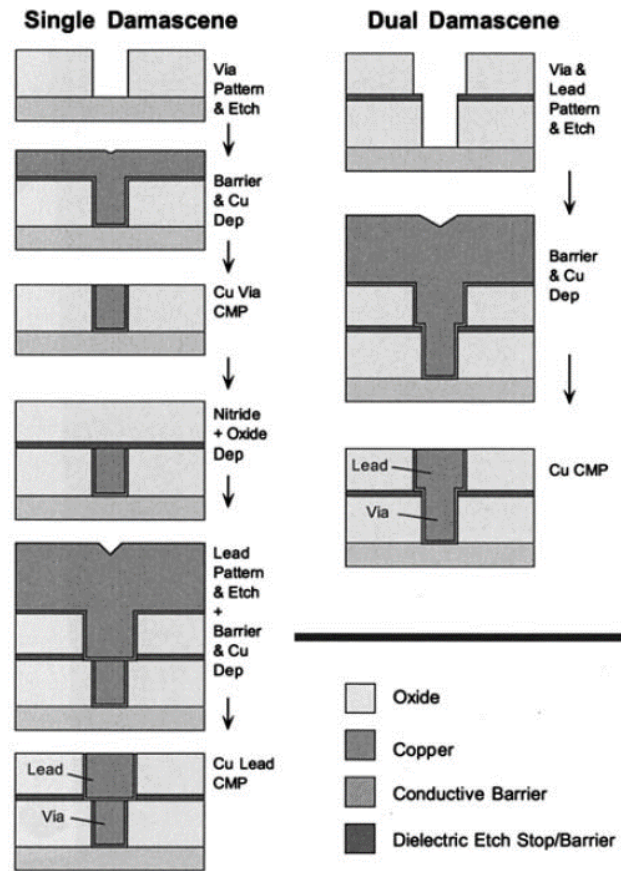 Single Damascene
Via
Pattern
& Etch
Barrier
& Cu
Dep
Cu Via
CMP
Nitride
+ Oxide
Dep
Lead
Pattern
& Etch
+
Barrier
& Cu
Dep
Cu Lead
CMP
Lead
Via
Dual Damascene
Via &
Lead
Pattern
& Etch
Barrier
& Cu
Dep
Cu CMP
Lead
Via
Oxide
Copper
Conductive Barrier
Dielectric Etch Stop/Barrier